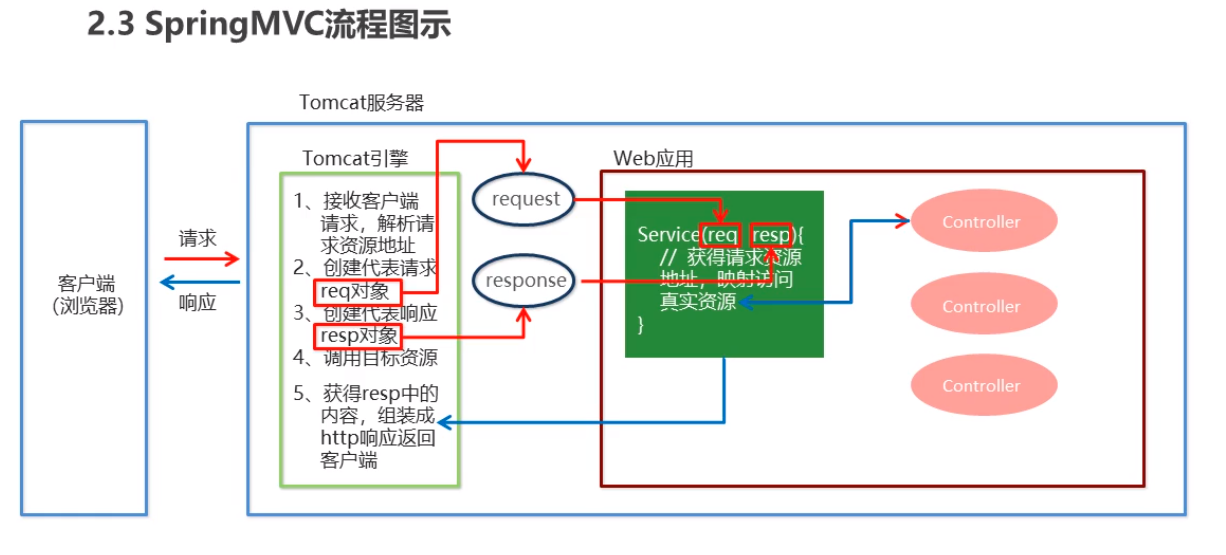 2.3 SpringMVC流程图示
Tomcat服务器
Tomcat引擎
Web应用
1、接收客户端
请求，解析请
求资源地址
2、创建代表请求
req对象
3、创建代表响应
resp对象
4、调用目标资源
5、获得resp中的
内容，组装成
http响应返回
客户端
请求
响应
客户端
（浏览器）
request
response
Service(req resp){
// 获得请求资源
地址，映射访问
真实资源
}
Controller
Controller
Controller